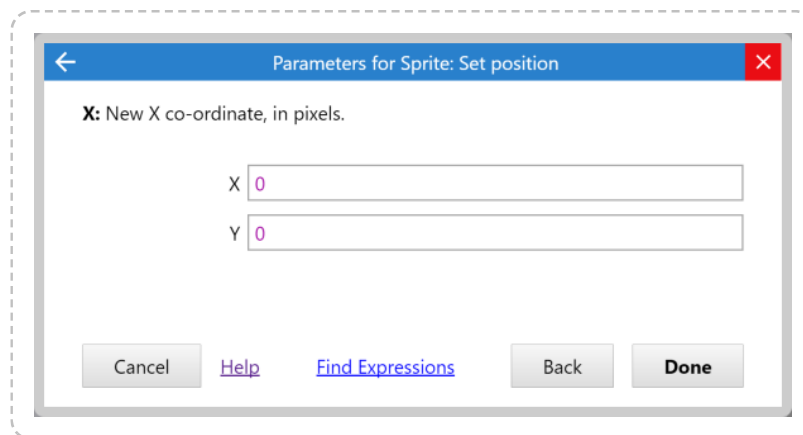 Parameters for Sprite: Set position
X: New X co-ordinate, in pixels.
X 0
Y 0
Cancel Help Find Expressions Back Done